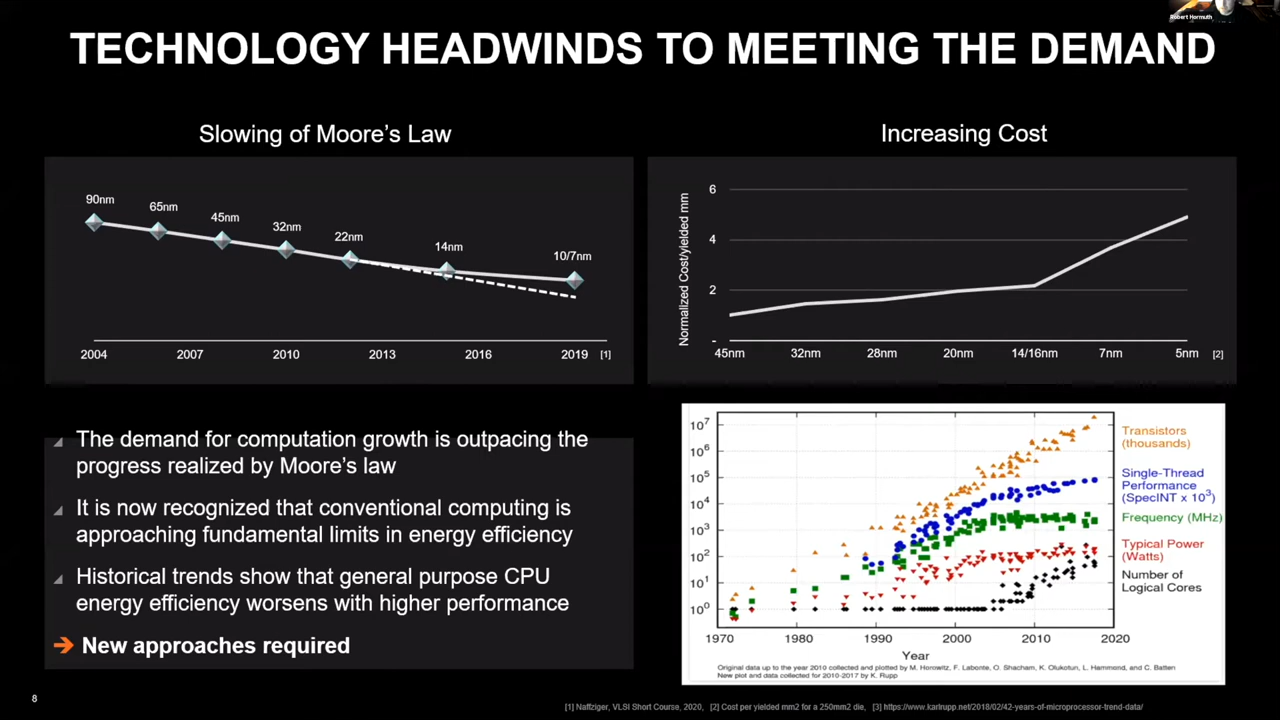 Robert Hormuth
TECHNOLOGY HEADWINDS TO MEETING THE DEMAND
Slowing of Moore's Law
90nm
65nm
45nm
32nm
22nm
14nm
10/7nm
2004
2007
2010
2013
2016
2019
[1]
Increasing Cost
Normalized Cost/yielded mm
6
4
2
-
45nm
32nm
28nm
20nm
14/16nm
7nm
5nm
[2]
The demand for computation growth is outpacing the
progress realized by Moore's law
It is now recognized that conventional computing is
approaching fundamental limits in energy efficiency
Historical trends show that general purpose CPU
energy efficiency worsens with higher performance
➔ New approaches required
10⁷
10⁶
10⁵
10⁴
10³
10²
10¹
10⁰
1970
1980
1990
2000
2010
2020
Year
Transistors
(thousands)
Single-Thread
Performance
(SpecINT x 10³)
Frequency (MHz)
Typical Power
(Watts)
Number of
Logical Cores
Original data up to the year 2010 collected and plotted by M. Horowitz, F. Labonte, O. Shacham, K. Olukotun, L. Hammond, and C. Batten
New plot and data collected for 2010-2017 by K. Rupp
8
[1] Naffziger, VLSI Short Course, 2020, [2] Cost per yielded mm2 for a 250mm2 die, [3] https://www.karlrupp.net/2018/02/42-years-of-microprocessor-trend-data/